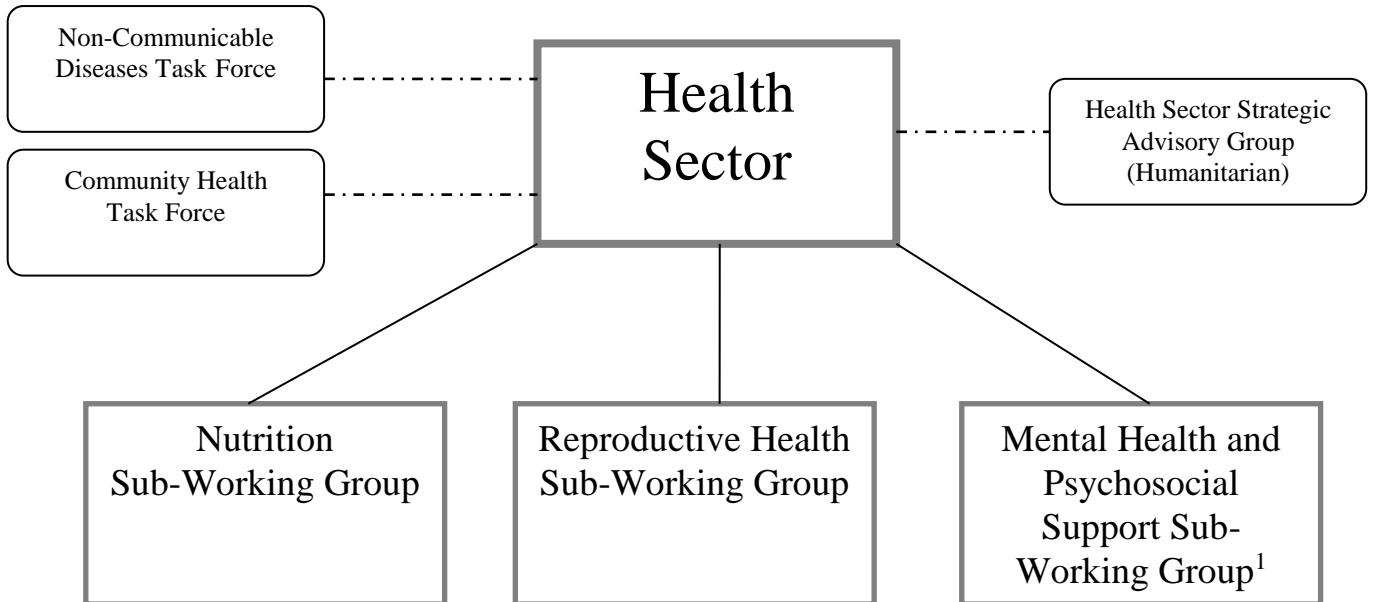 Non-Communicable
Diseases Task Force
Health
Sector
Health Sector Strategic
Advisory Group
(Humanitarian)
Community Health
Task Force
Nutrition
Sub-Working Group
Reproductive Health
Sub-Working Group
Mental Health and
Psychosocial
Support Sub-
Working Group¹